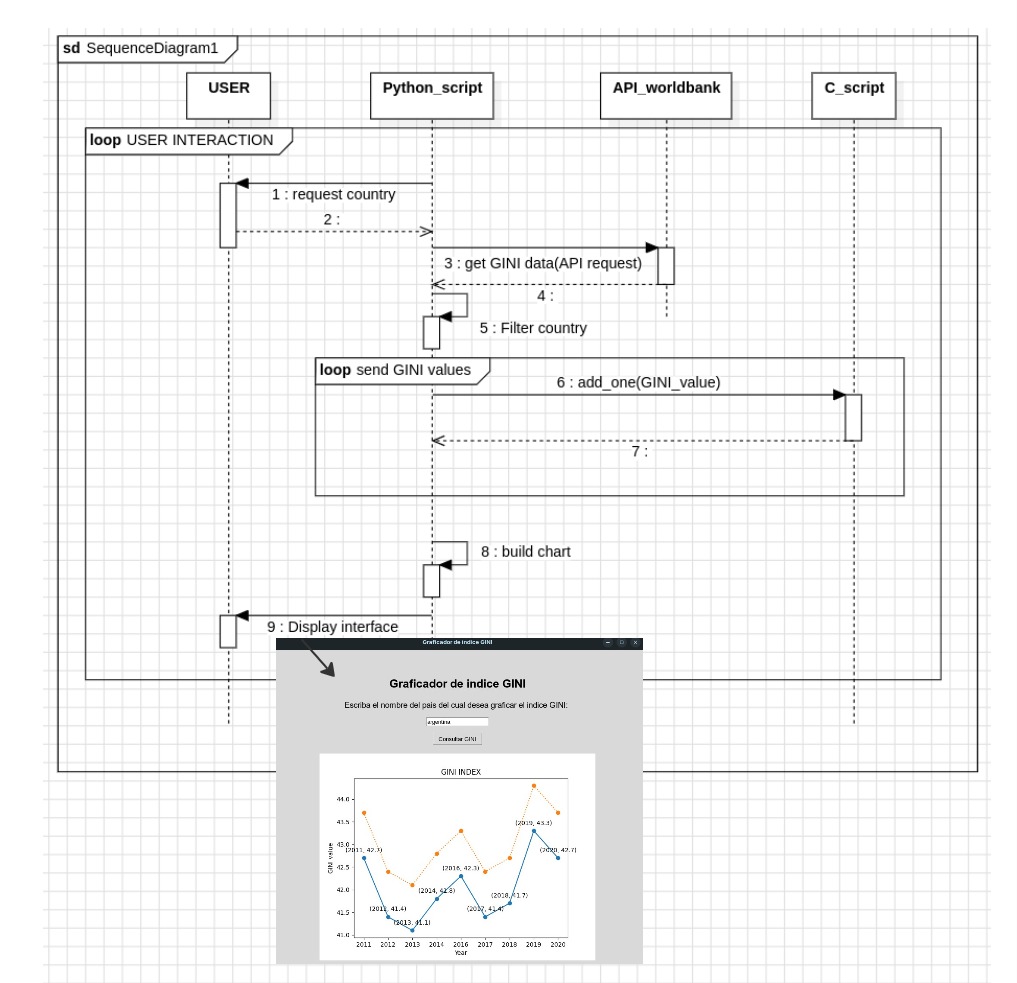 sd SequenceDiagram1
USER
Python_script
API_worldbank
C_script
loop USER INTERACTION
1 : request country
2 :
3 : get GINI data(API request)
4 :
5 : Filter country
loop send GINI values
6 : add_one(GINI_value)
7 :
8 : build chart
9 : Display interface
Graficador de indice GINI
Graficador de indice GINI
Escriba el nombre del pais del cual desea graficar el indice GINI:
argentina
Consultar GINI
GINI INDEX
44.0
43.5
43.0
42.5
42.0
41.5
41.0
GINI value
(2011, 42.7)
(2012, 41.4)
(2013, 41.1)
(2014, 41.8)
(2016, 42.3)
(2017, 41.4)
(2018, 41.7)
(2019, 43.3)
(2020, 42.7)
2011 2012 2013 2014 2016 2017 2018 2019 2020
Year